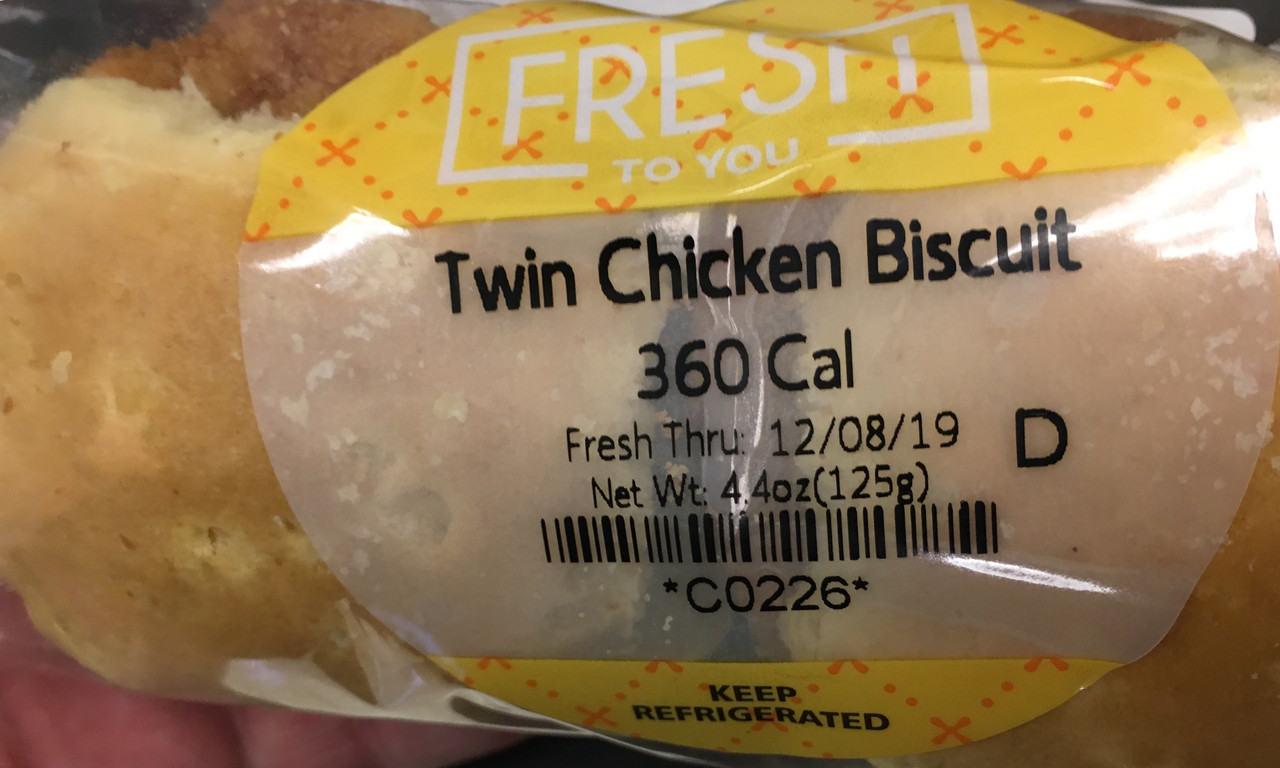 FRESH
TO YOU
Twin Chicken Biscuit
360 Cal
Fresh Thru: 12/08/19
D
Net Wt: 4.4oz(125g)
*C0226*
KEEP
REFRIGERATED